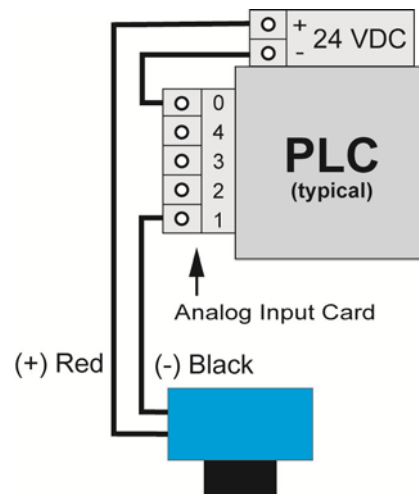 +
24 VDC
-
0
4
3
2
1
PLC
(typical)
Analog Input Card
(+) Red
(-) Black